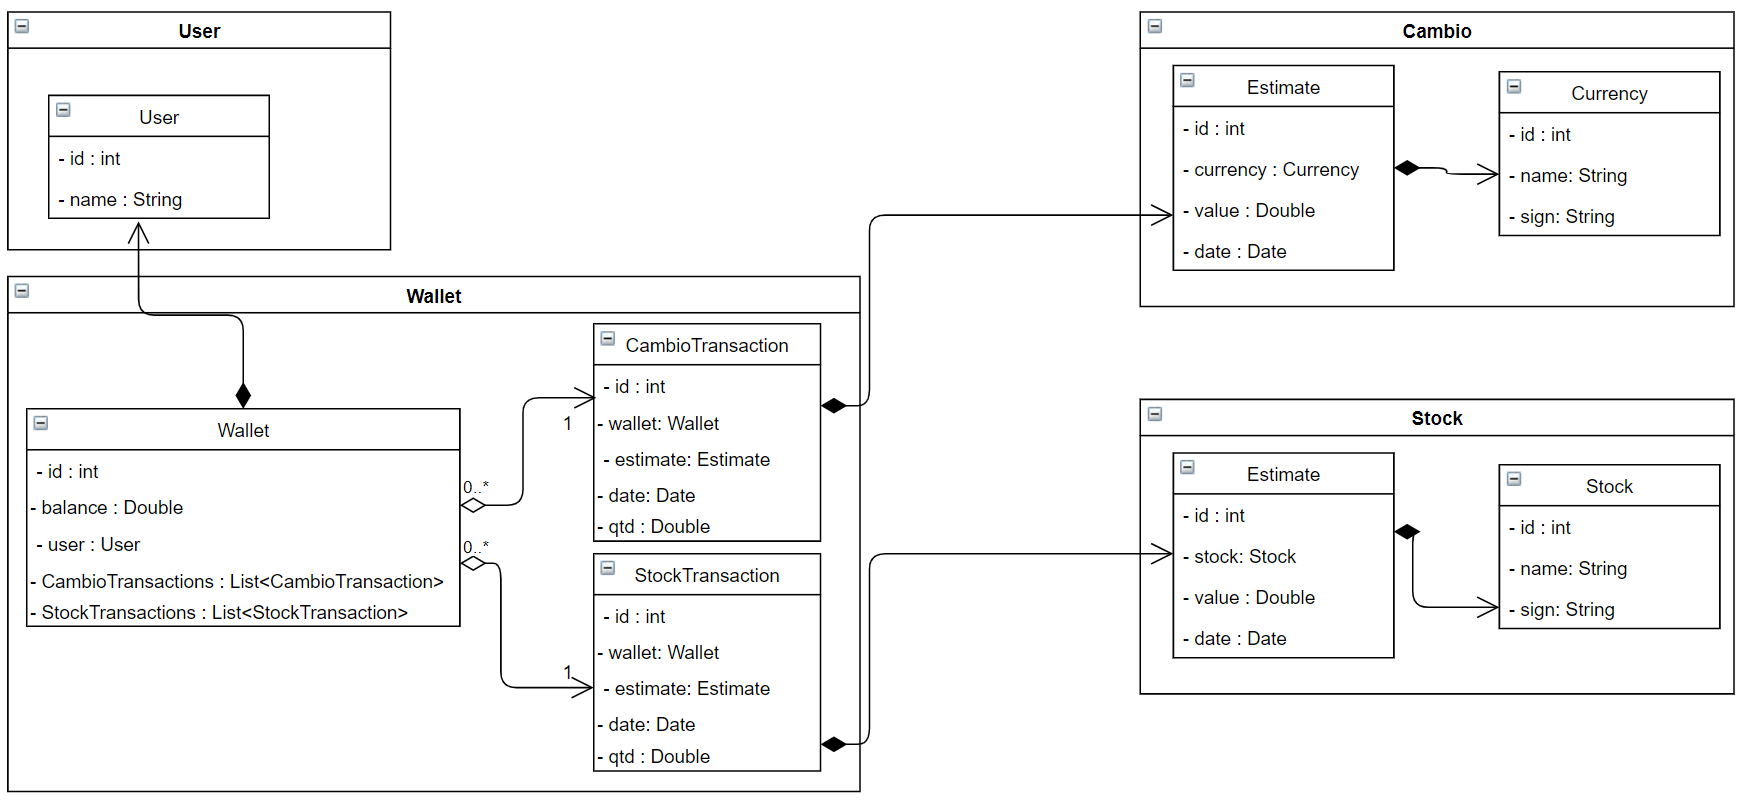 User
User
- id : int
- name : String
Wallet
Wallet
- id : int
- balance : Double
- user : User
- CambioTransactions : List<CambioTransaction>
- StockTransactions : List<StockTransaction>
0..*
0..*
1
1
CambioTransaction
- id : int
- wallet: Wallet
- estimate: Estimate
- date: Date
- qtd : Double
StockTransaction
- id : int
- wallet: Wallet
- estimate: Estimate
- date: Date
- qtd : Double
Cambio
Estimate
- id : int
- currency : Currency
- value : Double
- date : Date
Currency
- id : int
- name: String
- sign: String
Stock
Estimate
- id : int
- stock: Stock
- value : Double
- date : Date
Stock
- id : int
- name: String
- sign: String